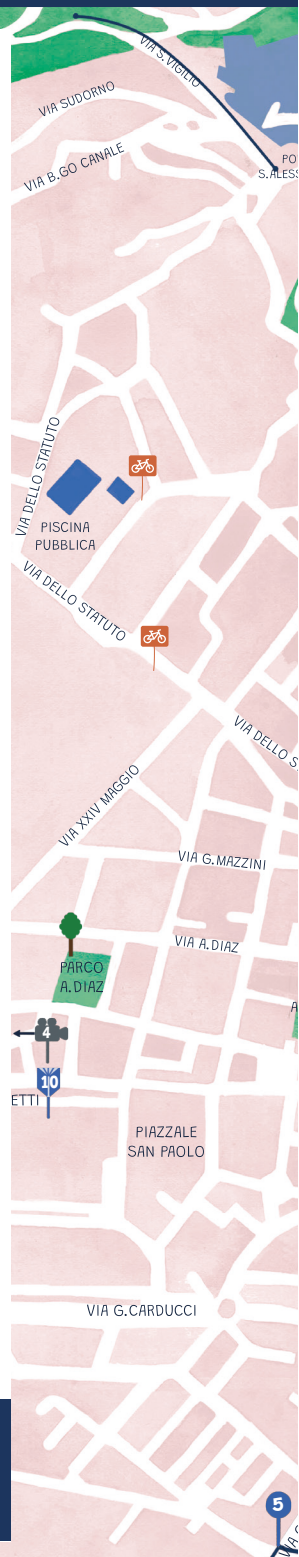 VIA S.VIGILIO
VIA SUDORNO
VIA B.GO CANALE
PO
S.ALESS
VIA DELLO STATUTO
PISCINA
PUBBLICA
VIA DELLO STATUTO
VIA DELLO S
VIA XXIV MAGGIO
VIA G.MAZZINI
VIA A.DIAZ
PARCO
A.DIAZ
A
4
10
ETTI
PIAZZALE
SAN PAOLO
VIA G.CARDUCCI
5
VIA G